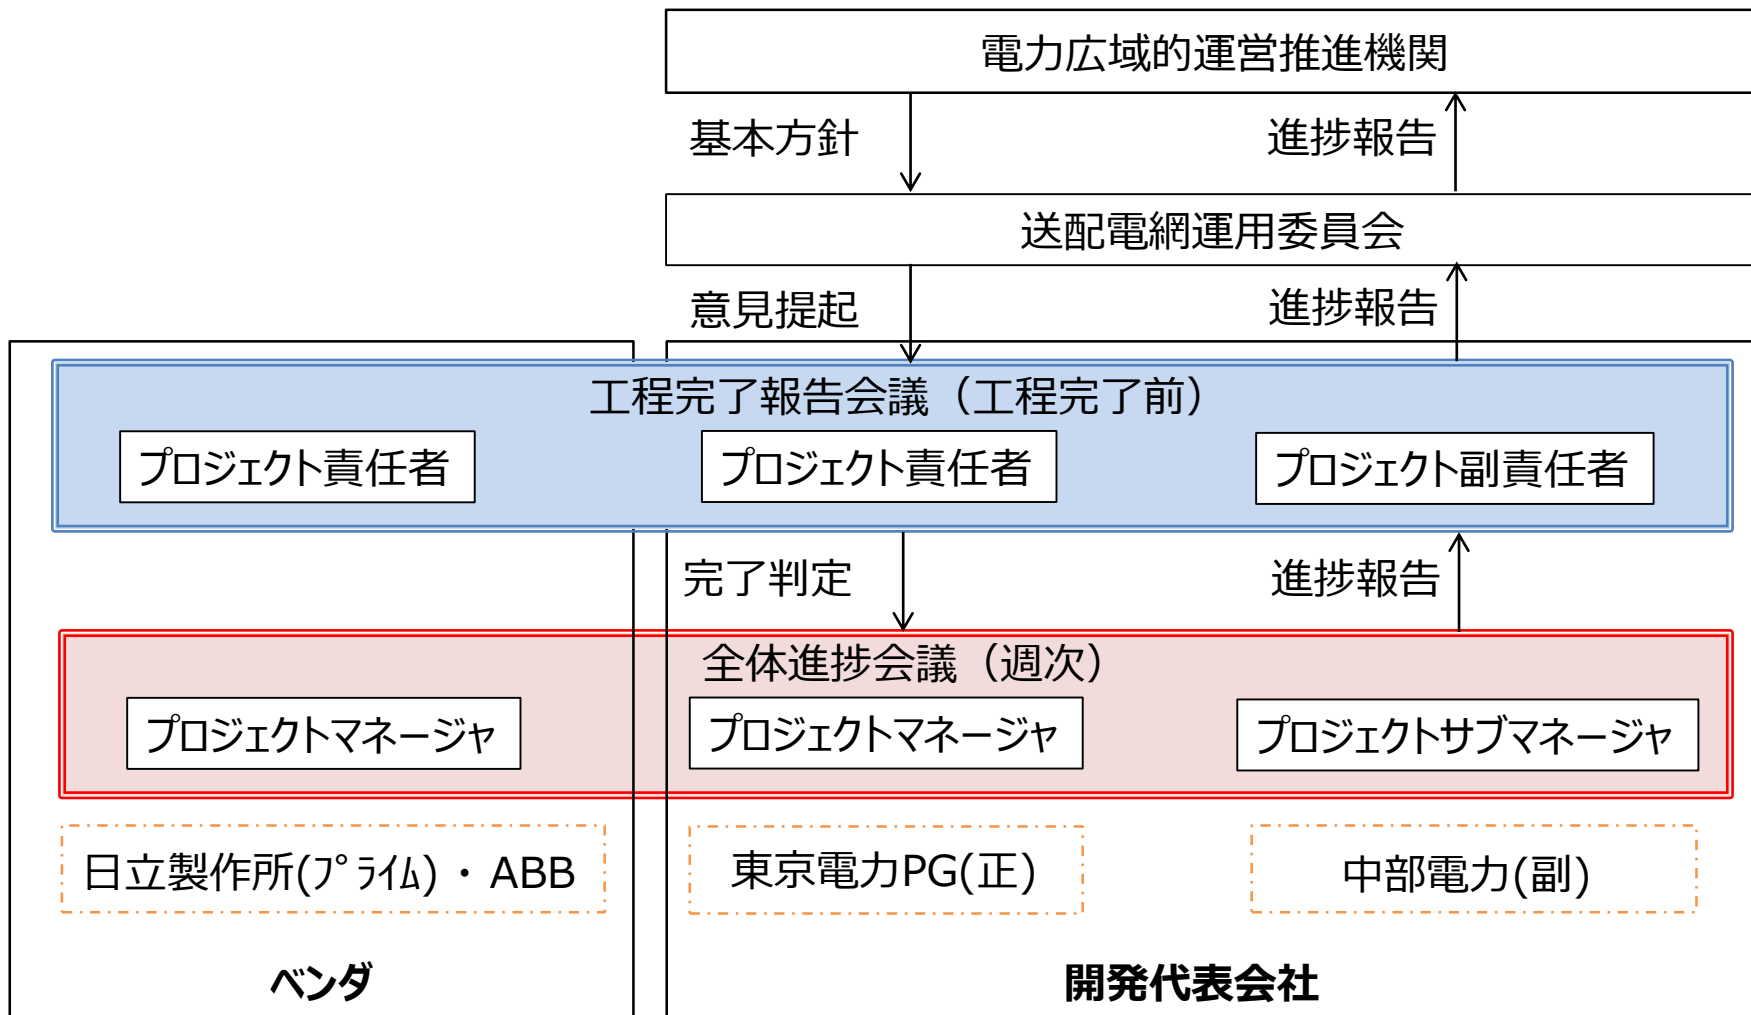 電力広域的運営推進機関
基本方針
進捗報告
送配電網運用委員会
意見提起
進捗報告
工程完了報告会議（工程完了前）
プロジェクト責任者
プロジェクト責任者
プロジェクト副責任者
完了判定
進捗報告
全体進捗会議（週次）
プロジェクトマネージャ
プロジェクトマネージャ
プロジェクトサブマネージャ
日立製作所(ﾌﾟﾗｲﾑ)・ABB
東京電力PG(正)
中部電力(副)
ベンダ
開発代表会社